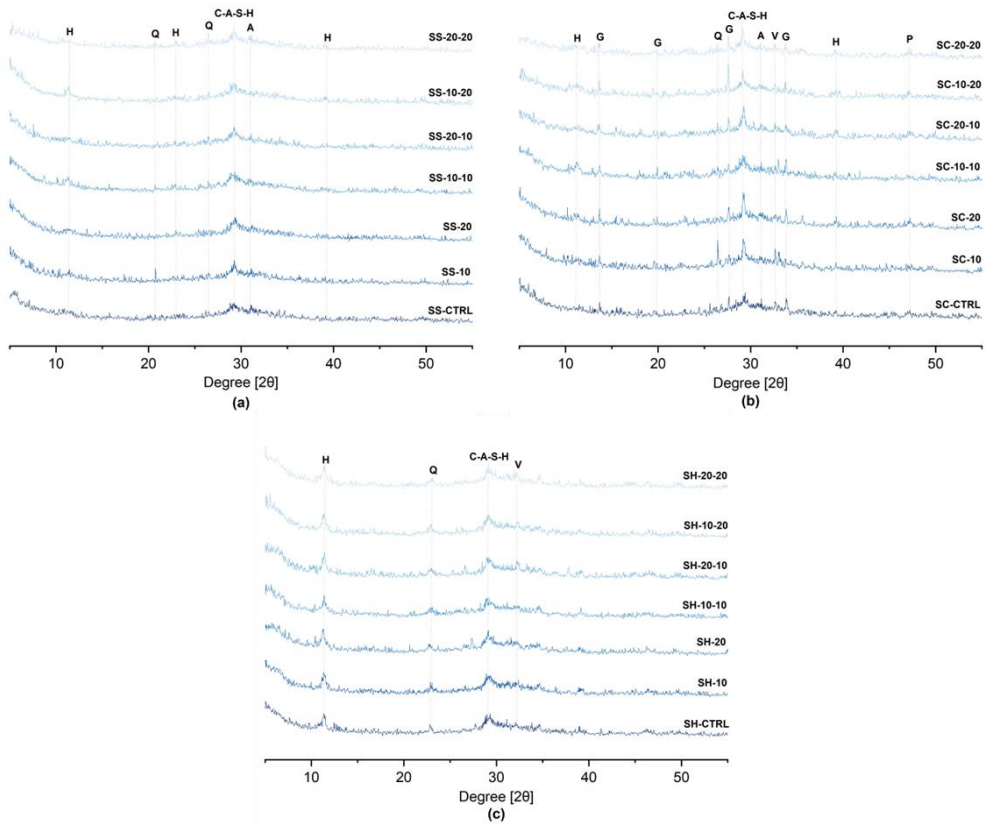 C-A-S-H
H Q H Q A H
SS-20-20
SS-10-20
SS-20-10
SS-10-10
SS-20
SS-10
SS-CTRL
10 20 30 40 50
Degree [2θ]
(a)
C-A-S-H
H G G Q G A V G H P
SC-20-20
SC-10-20
SC-20-10
SC-10-10
SC-20
SC-10
SC-CTRL
10 20 30 40 50
Degree [2θ]
(b)
H Q C-A-S-H V
SH-20-20
SH-10-20
SH-20-10
SH-10-10
SH-20
SH-10
SH-CTRL
10 20 30 40 50
Degree [2θ]
(c)